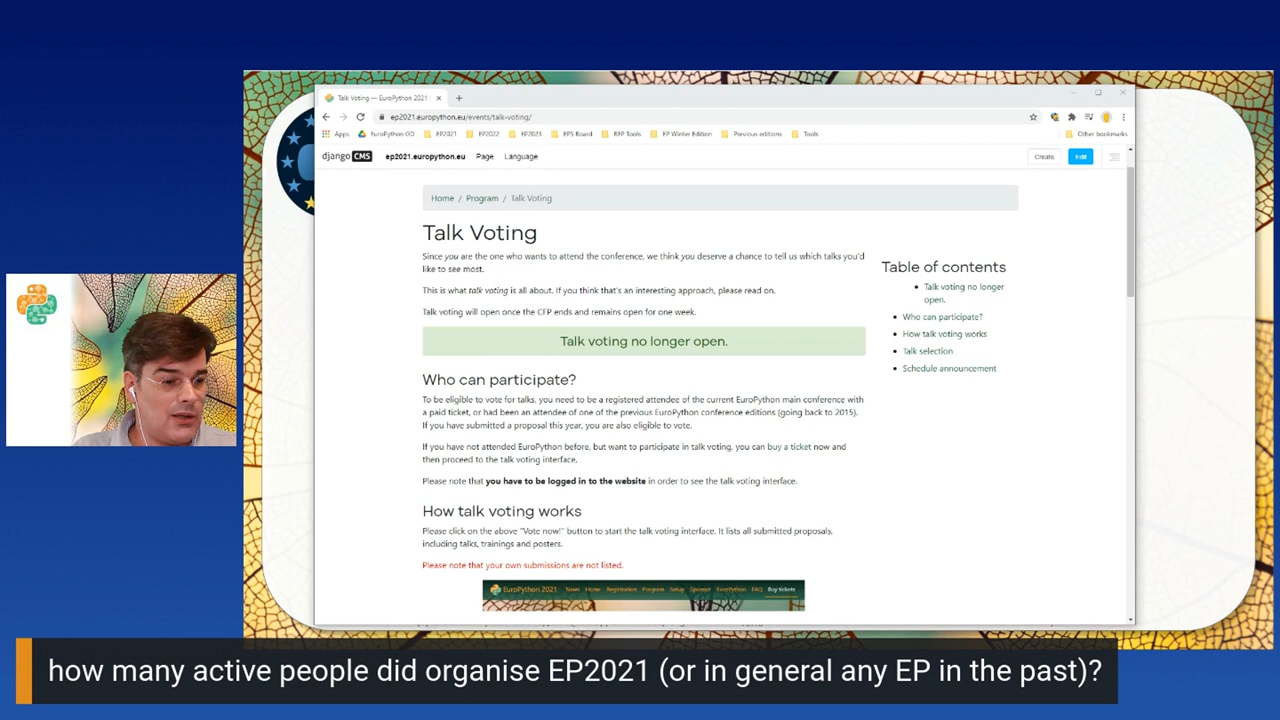 Talk Voting — EuroPython 2021
ep2021.europython.eu/events/talk-voting/
Apps EuroPython GD EP2021 EP2022 EP2023 EPS Board RFP Tools EP Winter Edition Previous editions Tools Other bookmarks
django CMS ep2021.europython.eu Page Language Create Edit
Home / Program / Talk Voting
Talk Voting
Since you are the one who wants to attend the conference, we think you deserve a chance to tell us which talks you'd
like to see most.
This is what talk voting is all about. If you think that's an interesting approach, please read on.
Talk voting will open once the CFP ends and remains open for one week.
Talk voting no longer open.
Who can participate?
To be eligible to vote for talks, you need to be a registered attendee of the current EuroPython main conference with
a paid ticket, or had been an attendee of one of the previous EuroPython conference editions (going back to 2015).
If you have submitted a proposal this year, you are also eligible to vote.
If you have not attended EuroPython before, but want to participate in talk voting, you can buy a ticket now and
then proceed to the talk voting interface.
Please note that you have to be logged in to the website in order to see the talk voting interface.
How talk voting works
Please click on the above "Vote now!" button to start the talk voting interface. It lists all submitted proposals,
including talks, trainings and posters.
Please note that your own submissions are not listed.
EuroPython 2021 News Home Registration Program Setup Sponsor EuroPython FAQ Buy tickets
Table of contents
Talk voting no longer
open.
Who can participate?
How talk voting works
Talk selection
Schedule announcement
how many active people did organise EP2021 (or in general any EP in the past)?